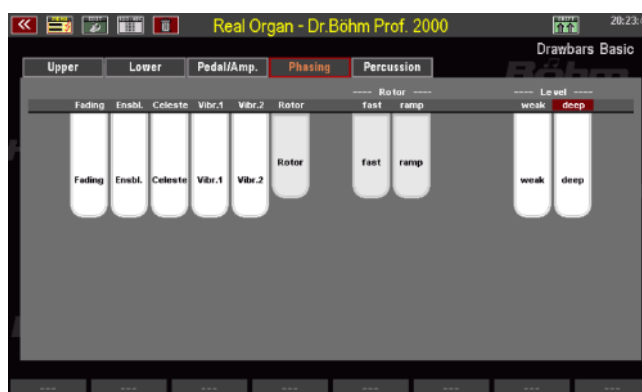 Real Organ - Dr.Böhm Prof. 2000
20:23:
Drawbars Basic
Upper Lower Pedal/Amp. Phasing Percussion
---- Rotor ---- ---- Level ----
Fading Ensbl. Celeste Vibr.1 Vibr.2 Rotor fast ramp weak deep
Fading Ensbl. Celeste Vibr.1 Vibr.2 Rotor fast ramp weak deep
--- --- --- --- --- --- --- ---